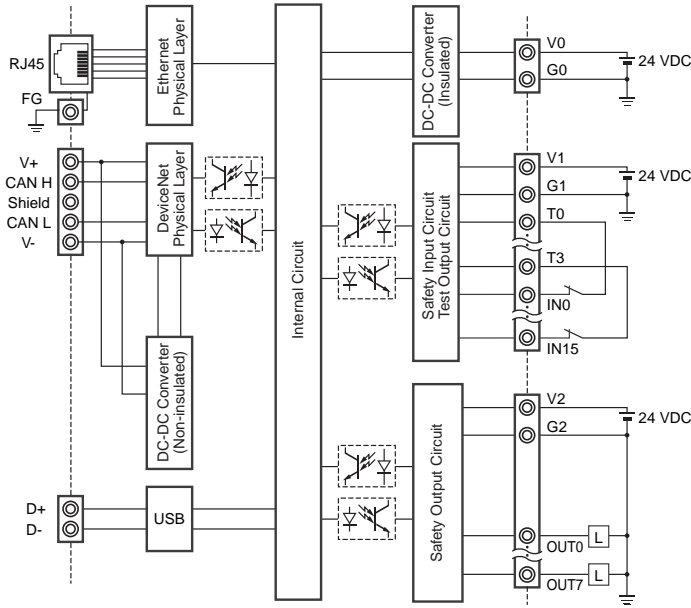 RJ45
FG
Ethernet
Physical Layer
V+
CAN H
Shield
CAN L
V-
DeviceNet
Physical Layer
DC-DC Converter
(Non-insulated)
D+
D-
USB
Internal Circuit
DC-DC Converter
(Insulated)
V0
G0
24 VDC
Safety Input Circuit
Test Output Circuit
V1
G1
T0
T3
IN0
IN15
24 VDC
Safety Output Circuit
V2
G2
24 VDC
OUT0
L
OUT7
L